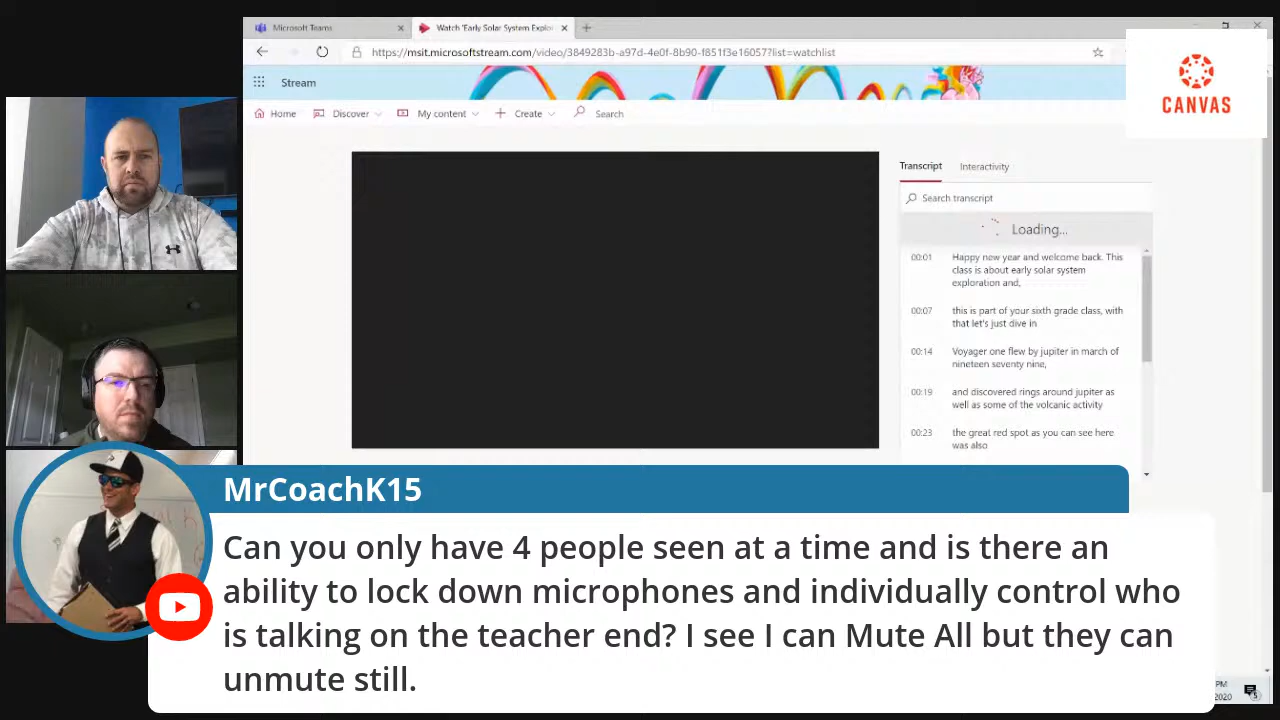 Microsoft Teams
Watch 'Early Solar System Explo
https://msit.microsoftstream.com/video/3849283b-a97d-4e0f-8b90-f851f3e16057?list=watchlist
Stream
Home
Discover
My content
Create
Search
CANVAS
Transcript
Interactivity
Search transcript
Loading...
00:01
Happy new year and welcome back. This
class is about early solar system
exploration and,
00:07
this is part of your sixth grade class, with
that let's just dive in
00:14
Voyager one flew by jupiter in march of
nineteen seventy nine,
00:19
and discovered rings around jupiter as
well as some of the volcanic activity
00:23
the great red spot as you can see here
was also
MrCoachK15
Can you only have 4 people seen at a time and is there an
ability to lock down microphones and individually control who
is talking on the teacher end? I see I can Mute All but they can
unmute still.
PM
2020